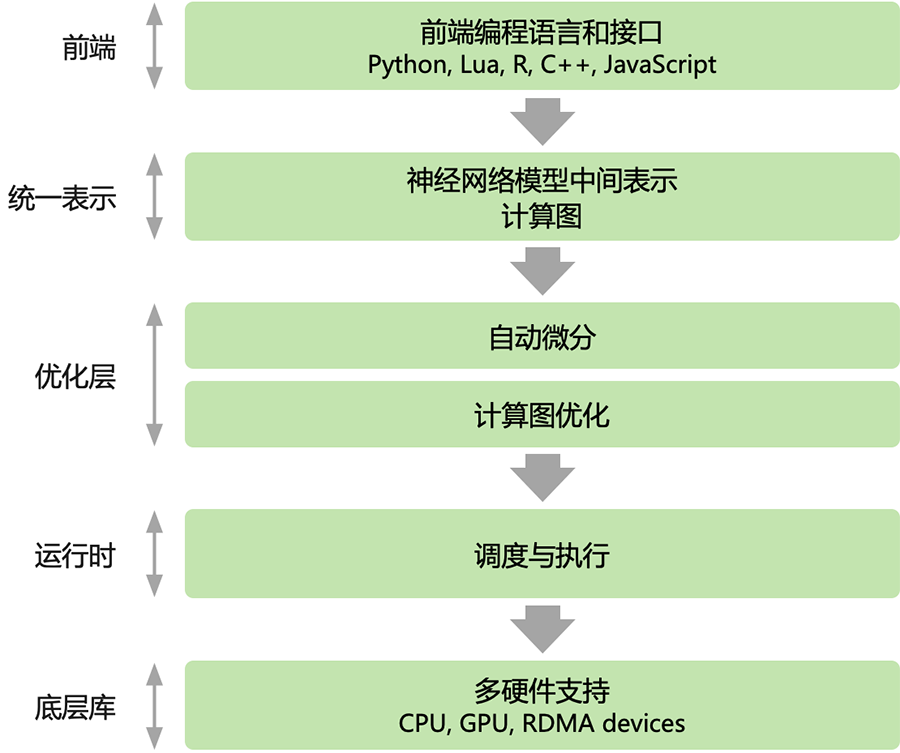 前端
前端编程语言和接口
Python, Lua, R, C++, JavaScript
统一表示
神经网络模型中间表示
计算图
优化层
自动微分
计算图优化
运行时
调度与执行
底层库
多硬件支持
CPU, GPU, RDMA devices